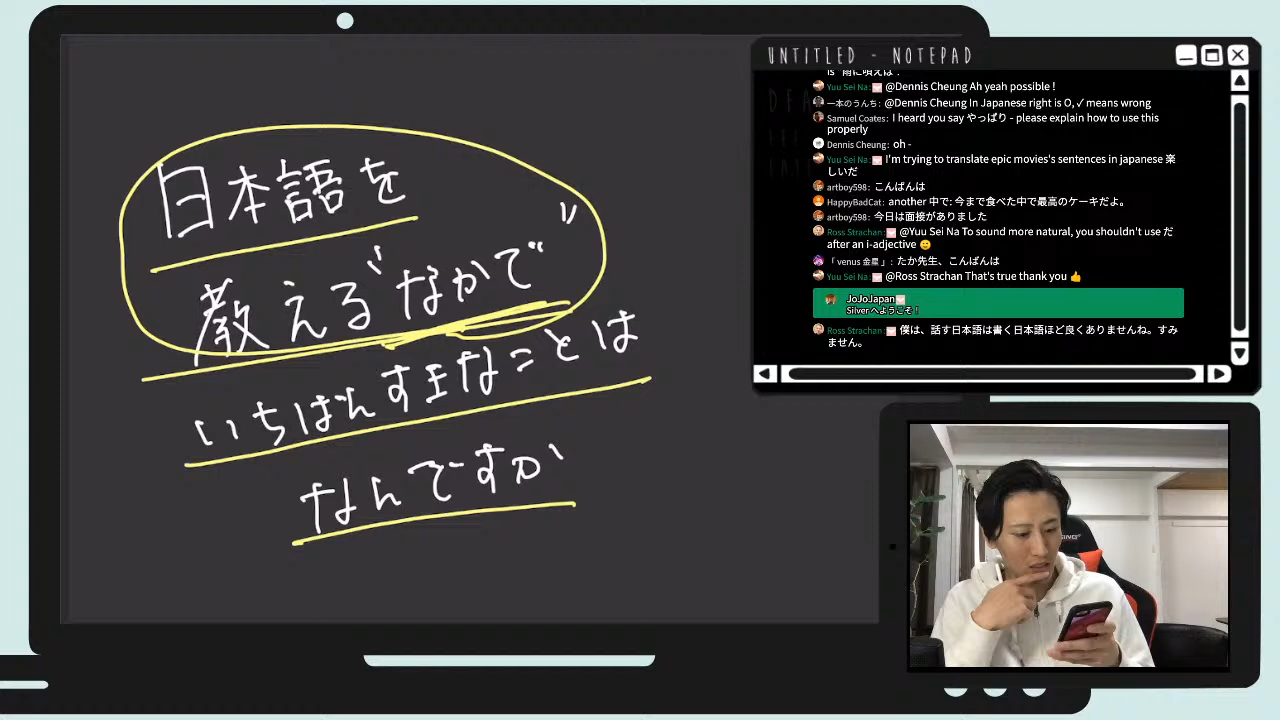 日本語を
教える〝なかで〟
いちばんすきなことは
なんですか
UNTITLED - NOTEPAD
is "雨に唄えば".
Yuu Sei Na: @Dennis Cheung Ah yeah possible !
一本のうんち: @Dennis Cheung In Japanese right is O, ✓ means wrong
Samuel Coates: I heard you say やっぱり - please explain how to use this
properly
Dennis Cheung: oh -
Yuu Sei Na: I'm trying to translate epic movies's sentences in japanese 楽
しいだ
artboy598: こんばんは
HappyBadCat: another 中で: 今まで食べた中で最高のケーキだよ。
artboy598: 今日は面接がありました
Ross Strachan: @Yuu Sei Na To sound more natural, you shouldn't use だ
after an i-adjective 🙂
「 venus 金星 」: たか先生、こんばんは
Yuu Sei Na: @Ross Strachan That's true thank you 👍
JoJoJapan
Silverへようこそ！
Ross Strachan: 僕は、話す日本語は書く日本語ほど良くありませんね。すみ
ません。